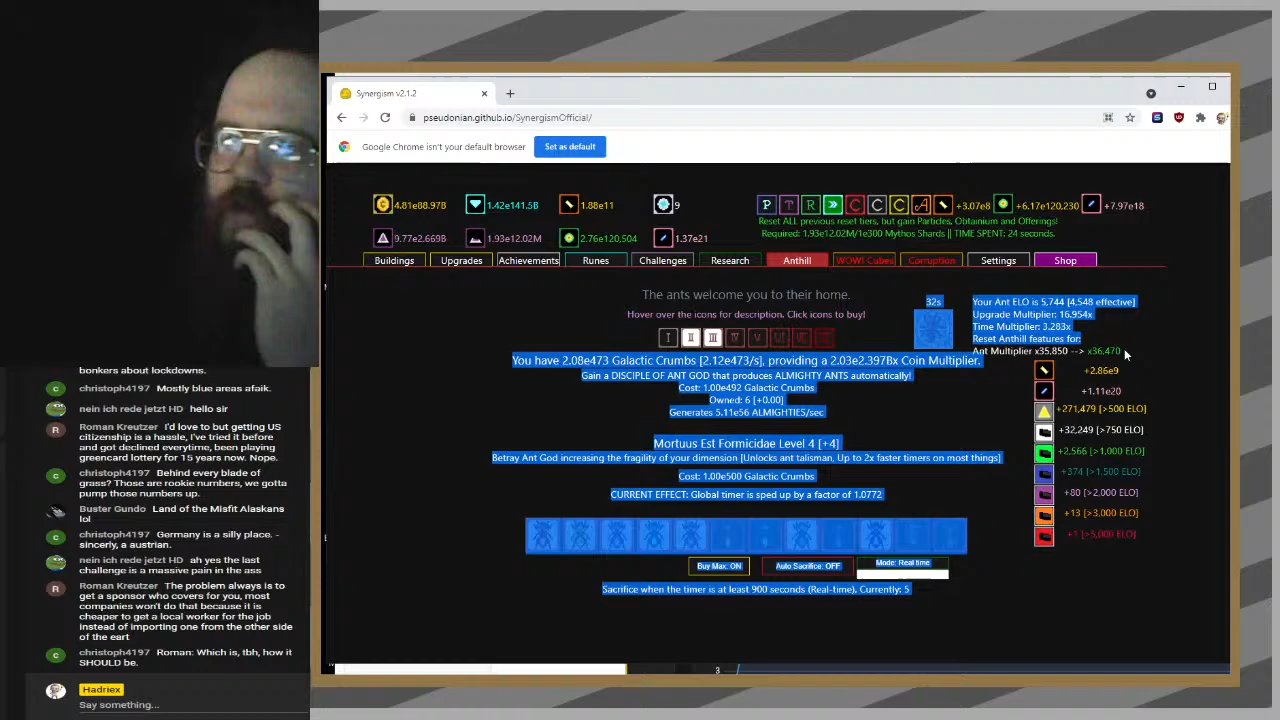 bonkers about lockdowns.
christoph4197 Mostly blue areas afaik.
nein ich rede jetzt HD hello sir
Roman Kreutzer I'd love to but getting US
citizenship is a hassle, I've tried it before
and got declined everytime, been playing
greencard lottery for 15 years now. Nope.
christoph4197 Behind every blade of
grass? Those are rookie numbers, we gotta
pump those numbers up.
Buster Gundo Land of the Misfit Alaskans
lol
christoph4197 Germany is a silly place. -
sincerly, a austrian.
nein ich rede jetzt HD ah yes the last
challenge is a massive pain in the ass
Roman Kreutzer The problem always is to
get a sponsor who covers for you, most
companies won't do that because it is
cheaper to get a local worker for the job
instead of importing one from the other side
of the eart
christoph4197 Roman: Which is, tbh, how it
SHOULD be.
Hadriex
Say something...
Synergism v2.1.2
pseudonian.github.io/SynergismOfficial/
Google Chrome isn't your default browser
Set as default
4.81e88.97B
1.42e141.5B
1.88e11
9
+3.07e8
+6.17e120,230
+7.97e18
Reset ALL previous reset tiers, but gain Particles, Obtainium and Offerings!
Required: 1.93e12.02M/1e300 Mythos Shards || TIME SPENT: 24 seconds.
9.77e2.669B
1.93e12.02M
2.76e120,504
1.37e21
Buildings
Upgrades
Achievements
Runes
Challenges
Research
Anthill
WOW! Cubes
Corruption
Settings
Shop
The ants welcome you to their home.
Hover over the icons for description. Click icons to buy!
I II III IV V VI VII VIII
32s
Your Ant ELO is 5,744 [4,548 effective]
Upgrade Multiplier: 16.954x
Time Multiplier: 3.283x
Reset Anthill features for:
Ant Multiplier x35,850 --> x36,470
+2.86e9
+1.11e20
+271,479 [>500 ELO]
+32,249 [>750 ELO]
+2,566 [>1,000 ELO]
+374 [>1,500 ELO]
+80 [>2,000 ELO]
+13 [>3,000 ELO]
+1 [>5,000 ELO]
You have 2.08e473 Galactic Crumbs [2.12e473/s], providing a 2.03e2.397Bx Coin Multiplier.
Gain a DISCIPLE OF ANT GOD that produces ALMIGHTY ANTS automatically!
Cost: 1.00e492 Galactic Crumbs
Owned: 6 [+0.00]
Generates 5.11e56 ALMIGHTIES/sec
Mortuus Est Formicidae Level 4 [+4]
Betray Ant God increasing the fragility of your dimension [Unlocks ant talisman, Up to 2x faster timers on most things]
Cost: 1.00e500 Galactic Crumbs
CURRENT EFFECT: Global timer is sped up by a factor of 1.0772
Buy Max: ON
Auto Sacrifice: OFF
Mode: Real time
Sacrifice when the timer is at least 900 seconds (Real-time), Currently: 5
3